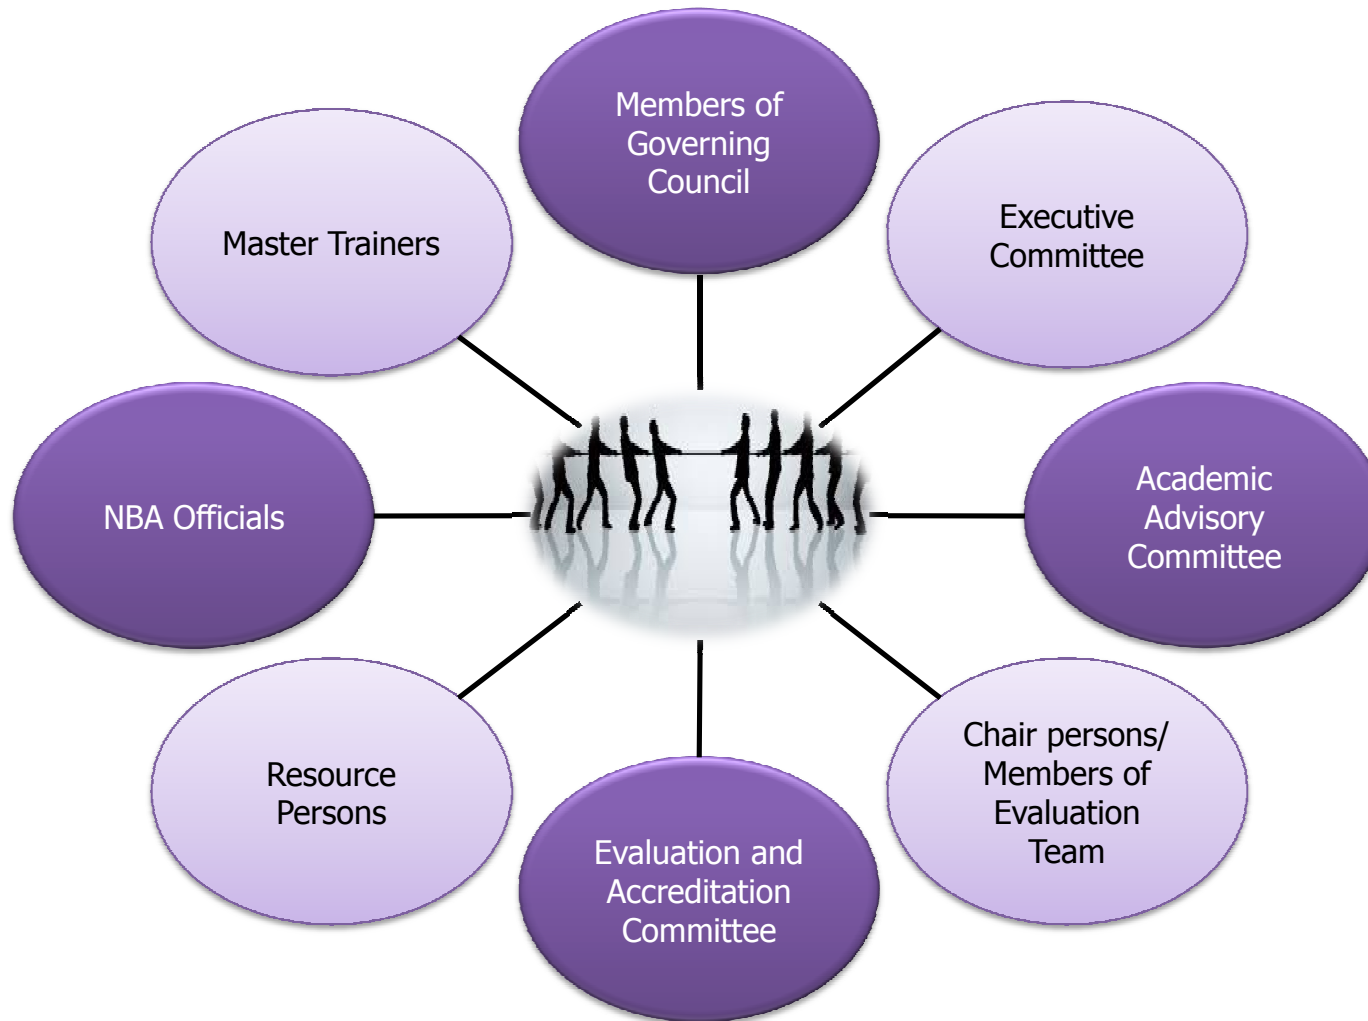 Members of
Governing
Council
Executive
Committee
Academic
Advisory
Committee
Chair persons/
Members of
Evaluation
Team
Evaluation and
Accreditation
Committee
Resource
Persons
NBA Officials
Master Trainers